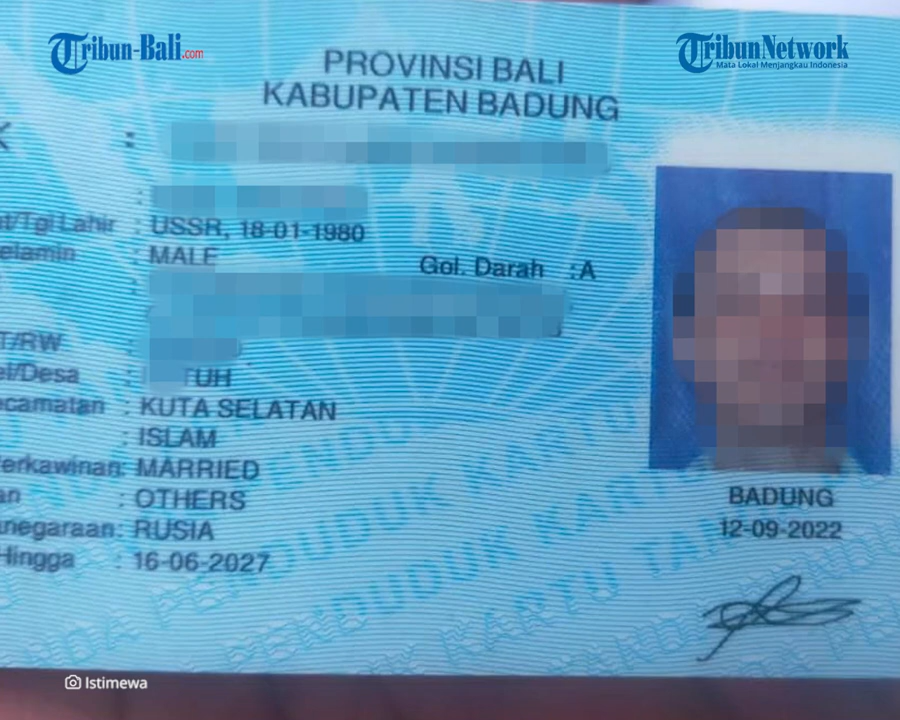 Tribun-Bali.com
TribunNetwork
Mata Lokal Menjangkau Indonesia
PROVINSI BALI
KABUPATEN BADUNG
K :
:
at/Tgl Lahir : USSR, 18-01-1980
elamin : MALE Gol. Darah : A
:
T/RW :
el/Desa : TUH
ecamatan : KUTA SELATAN
: ISLAM
erkawinan: MARRIED
an : OTHERS
negaraan: RUSIA
Hingga : 16-06-2027
BADUNG
12-09-2022
Istimewa